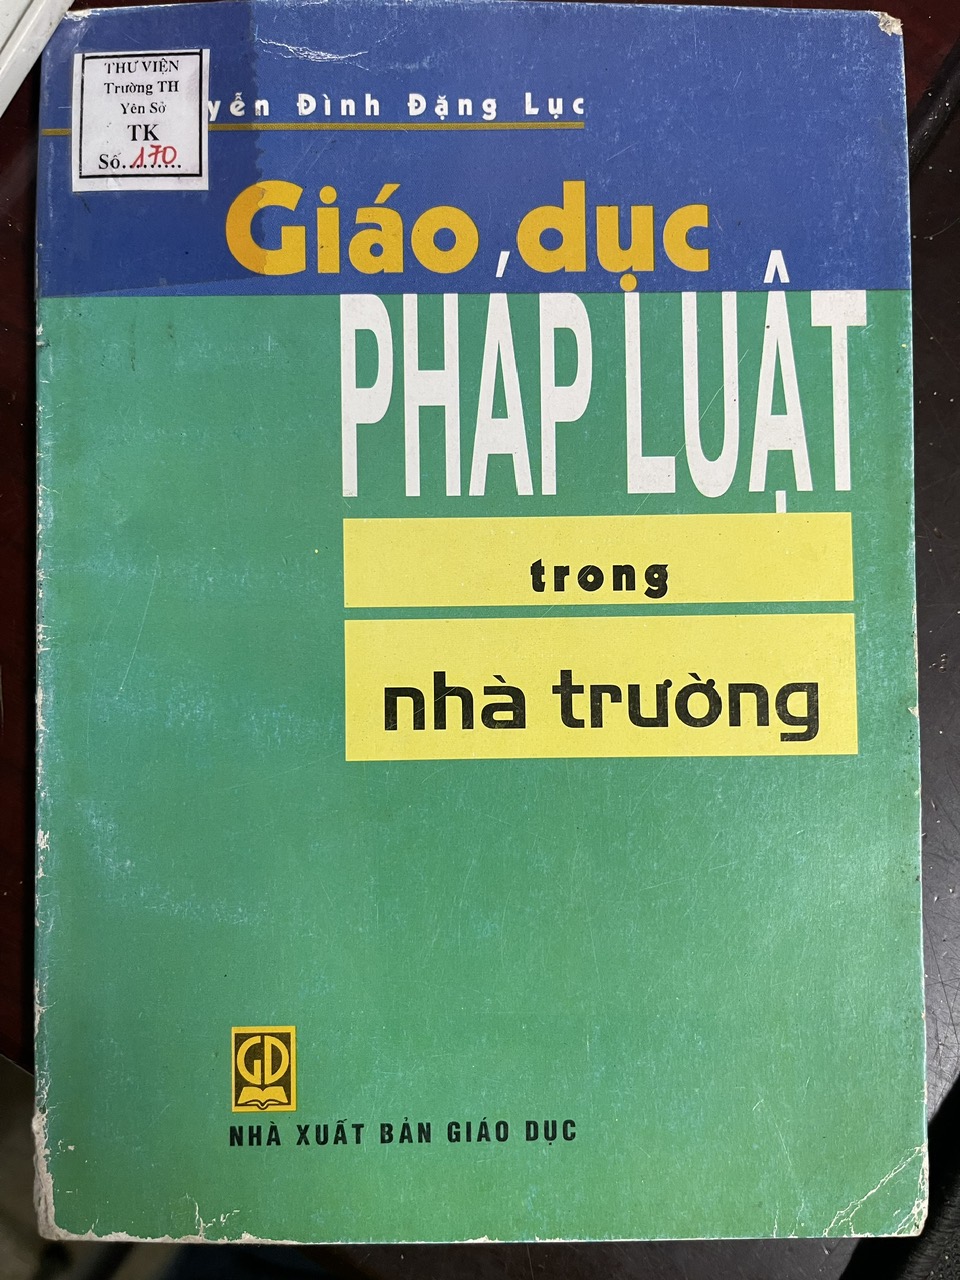 THƯ VIỆN
Trường TH
Yên Sở
TK
Số.170
Đình Đặng Lục
Giáo dục
PHÁP LUẬT
trong
nhà trường
GD
NHÀ XUẤT BẢN GIÁO DỤC